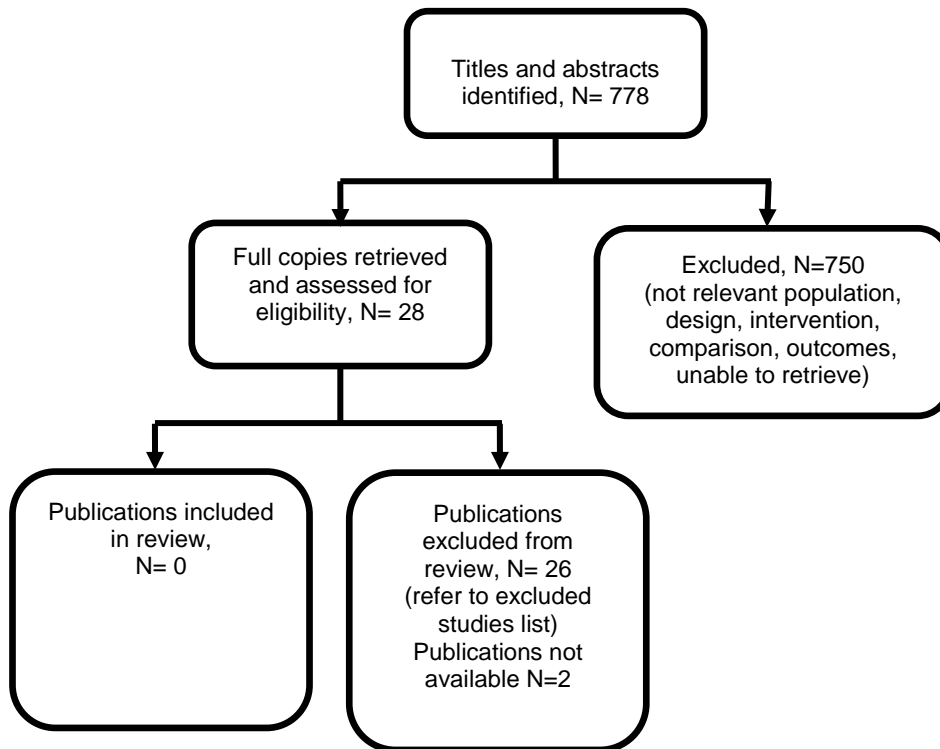 Titles and abstracts
identified, N= 778
Full copies retrieved
and assessed for
eligibility, N= 28
Excluded, N=750
(not relevant population,
design, intervention,
comparison, outcomes,
unable to retrieve)
Publications included
in review,
N= 0
Publications
excluded from
review, N= 26
(refer to excluded
studies list)
Publications not
available N=2